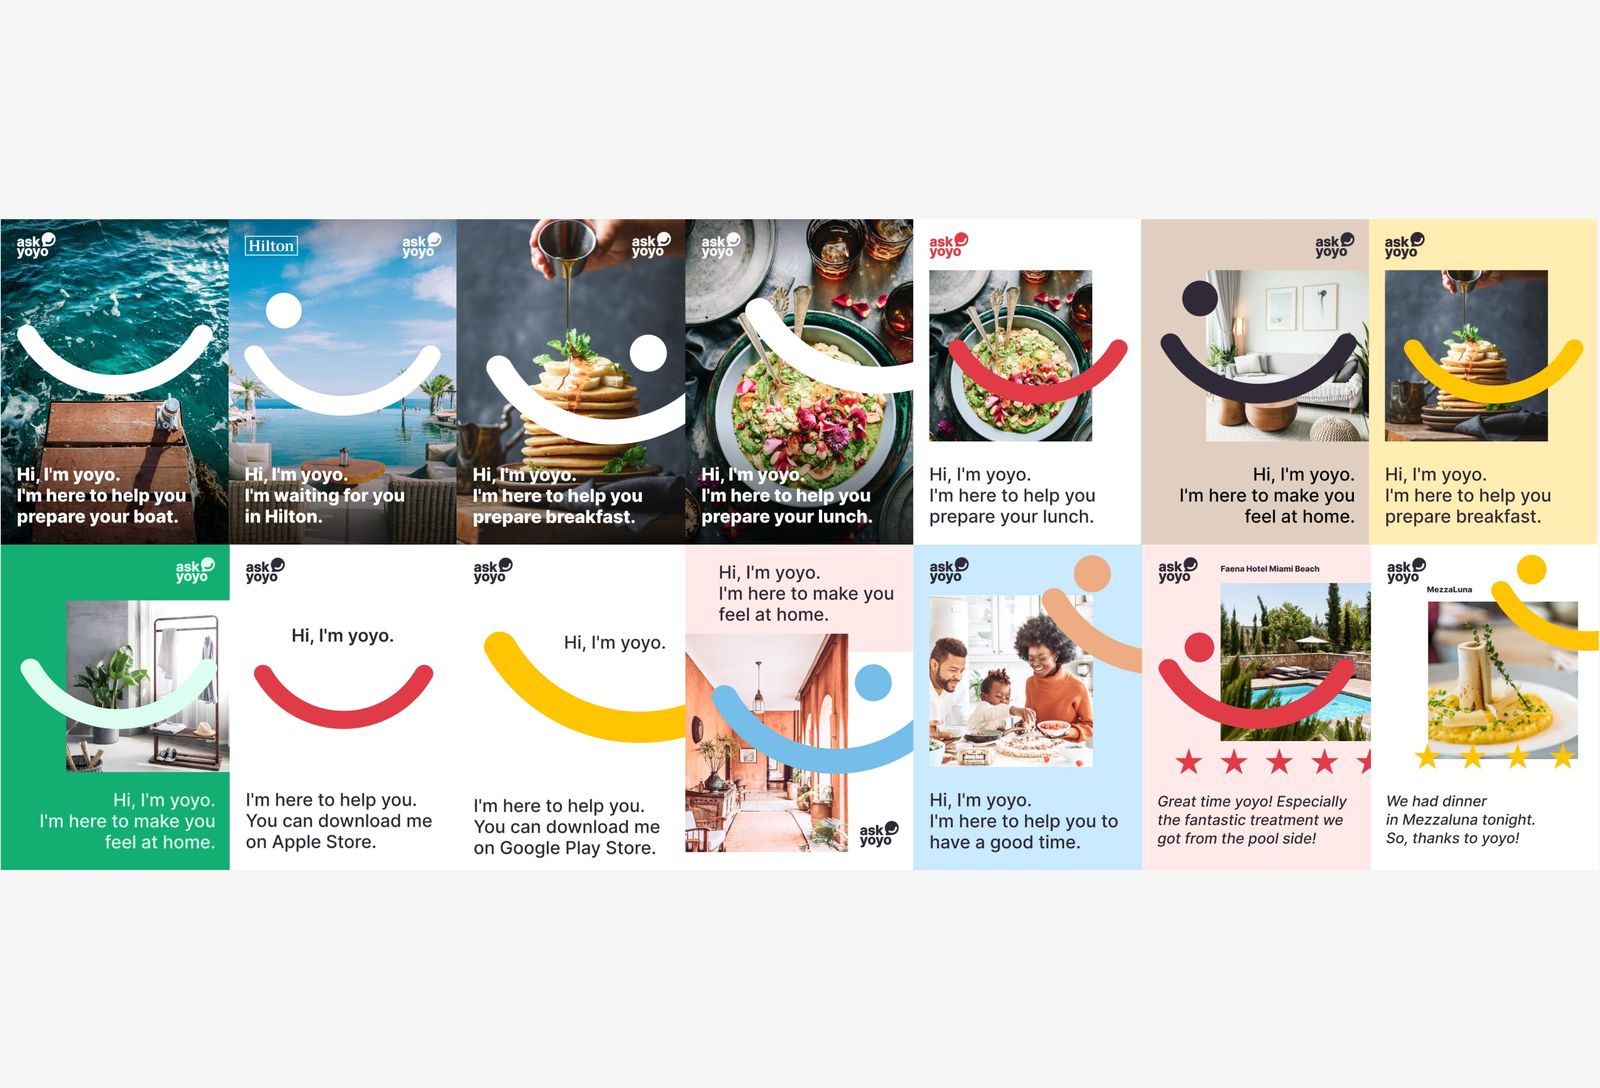 ask
yoyo
Hi, I'm yoyo.
I'm here to help you
prepare your boat.
Hilton
ask
yoyo
Hi, I'm yoyo.
I'm waiting for you
in Hilton.
ask
yoyo
Hi, I'm yoyo.
I'm here to help you
prepare breakfast.
ask
yoyo
Hi, I'm yoyo.
I'm here to help you
prepare your lunch.
ask
yoyo
Hi, I'm yoyo.
I'm here to help you
prepare your lunch.
ask
yoyo
Hi, I'm yoyo.
I'm here to make you
feel at home.
ask
yoyo
Hi, I'm yoyo.
I'm here to help you
prepare breakfast.
ask
yoyo
Hi, I'm yoyo.
I'm here to make you
feel at home.
ask
yoyo
Hi, I'm yoyo.
I'm here to help you.
You can download me
on Apple Store.
ask
yoyo
Hi, I'm yoyo.
I'm here to help you.
You can download me
on Google Play Store.
Hi, I'm yoyo.
I'm here to make you
feel at home.
ask
yoyo
ask
yoyo
Hi, I'm yoyo.
I'm here to help you to
have a good time.
ask
yoyo
Faena Hotel Miami Beach
Great time yoyo! Especially
the fantastic treatment we
got from the pool side!
ask
yoyo
MezzaLuna
We had dinner
in Mezzaluna tonight.
So, thanks to yoyo!